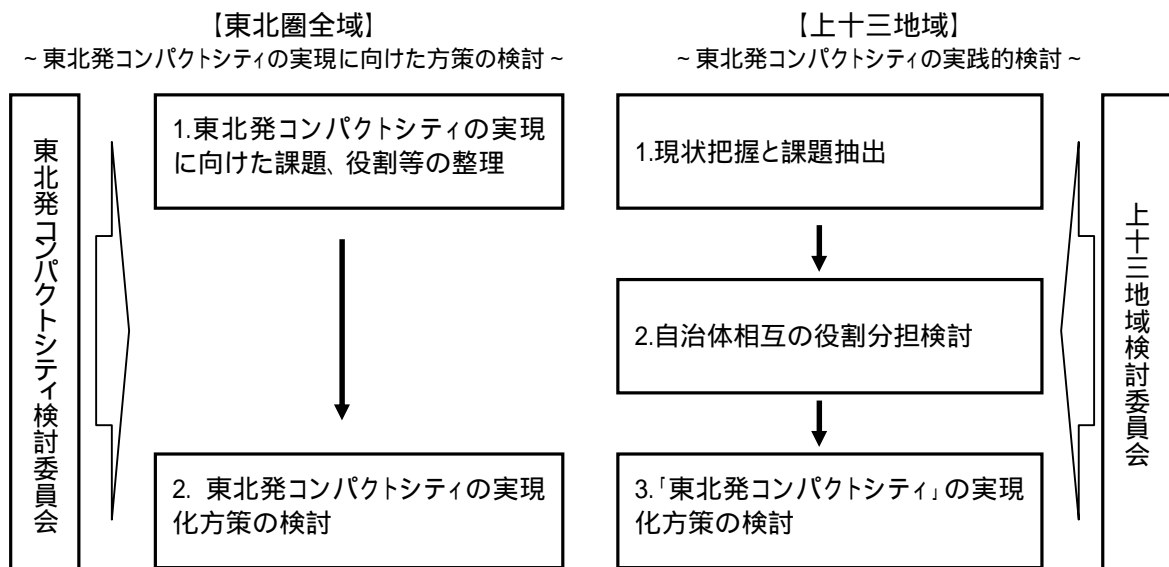 【東北圏全域】
~ 東北発コンパクトシティの実現に向けた方策の検討 ~
東北発コンパクトシティ検討委員会
1.東北発コンパクトシティの実現
に向けた課題、役割等の整理
2. 東北発コンパクトシティの実現
化方策の検討
【上十三地域】
~ 東北発コンパクトシティの実践的検討 ~
1.現状把握と課題抽出
2.自治体相互の役割分担検討
3.「東北発コンパクトシティ」の実現
化方策の検討
上十三地域検討委員会